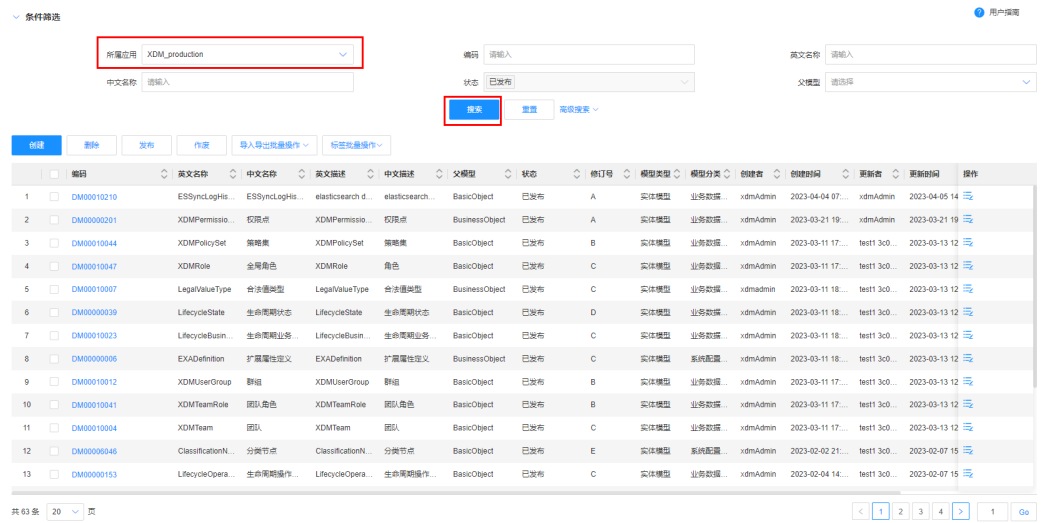 条件筛选 用户指南
所属应用 XDM_production 编码 请输入 英文名称 请输入
中文名称 请输入 状态 已发布 父模型 请选择
搜索 重置 高级搜索
创建 删除 发布 作废 导入导出批量操作 标签批量操作
编码 英文名称 中文名称 英文描述 中文描述 父模型 状态 修订号 模型类型 模型分类 创建者 创建时间 更新者 更新时间 操作
1 DM00010210 ESSyncLogHis... ESSyncLogHis... elasticsearch d... elasticsearch... BasicObject 已发布 A 实体模型 业务数据... xdmAdmin 2023-04-04 07:... xdmAdmin 2023-04-05 14
2 DM00000201 XDMPermissio... 权限点 XDMPermissio... 权限点 BusinessObject 已发布 A 实体模型 业务数据... xdmAdmin 2023-03-21 19:... xdmAdmin 2023-03-21 19
3 DM00010044 XDMPolicySet 策略集 XDMPolicySet 策略集 BasicObject 已发布 B 实体模型 业务数据... xdmAdmin 2023-03-11 17:... test1 3c0... 2023-03-13 12
4 DM00010047 XDMRole 全局角色 XDMRole 角色 BasicObject 已发布 C 实体模型 业务数据... xdmAdmin 2023-03-11 17:... test1 3c0... 2023-03-13 12
5 DM00010007 LegalValueType 合法值类型 LegalValueType 合法值类型 BusinessObject 已发布 C 实体模型 业务数据... xdmadmin 2023-03-11 18:... test1 3c0... 2023-03-13 12
6 DM00000039 LifecycleState 生命周期状态 LifecycleState 生命周期状态 BasicObject 已发布 D 实体模型 业务数据... xdmAdmin 2023-03-11 18:... test1 3c0... 2023-03-13 12
7 DM00010023 LifecycleBusin... 生命周期业务... LifecycleBusin... 生命周期业务... BasicObject 已发布 C 实体模型 业务数据... xdmAdmin 2023-03-11 18:... test1 3c0... 2023-03-13 12
8 DM00000006 EXADefinition 扩展属性定义 EXADefinition 扩展属性定义 BusinessObject 已发布 C 实体模型 系统配置... xdmAdmin 2023-03-11 18:... test1 3c0... 2023-03-13 12
9 DM00010012 XDMUserGroup 群组 XDMUserGroup 群组 BasicObject 已发布 B 实体模型 业务数据... xdmAdmin 2023-03-11 17:... test1 3c0... 2023-03-13 12
10 DM00010041 XDMTeamRole 团队角色 XDMTeamRole 团队角色 BasicObject 已发布 B 实体模型 业务数据... xdmAdmin 2023-03-11 17:... test1 3c0... 2023-03-13 12
11 DM00010004 XDMTeam 团队 XDMTeam 团队 BasicObject 已发布 C 实体模型 业务数据... xdmAdmin 2023-03-11 17:... test1 3c0... 2023-03-13 12
12 DM00006046 ClassificationN... 分类节点 ClassificationN... 分类节点 BasicObject 已发布 E 实体模型 系统配置... xdmAdmin 2023-02-02 21:... test1 3c0... 2023-02-07 15
13 DM00000153 LifecycleOpera... 生命周期操作... LifecycleOpera... 生命周期操作... BasicObject 已发布 C 实体模型 业务数据... xdmAdmin 2023-02-04 14:... test1 3c0... 2023-02-07 15
共 63 条 20 页 1 2 3 4 1 Go